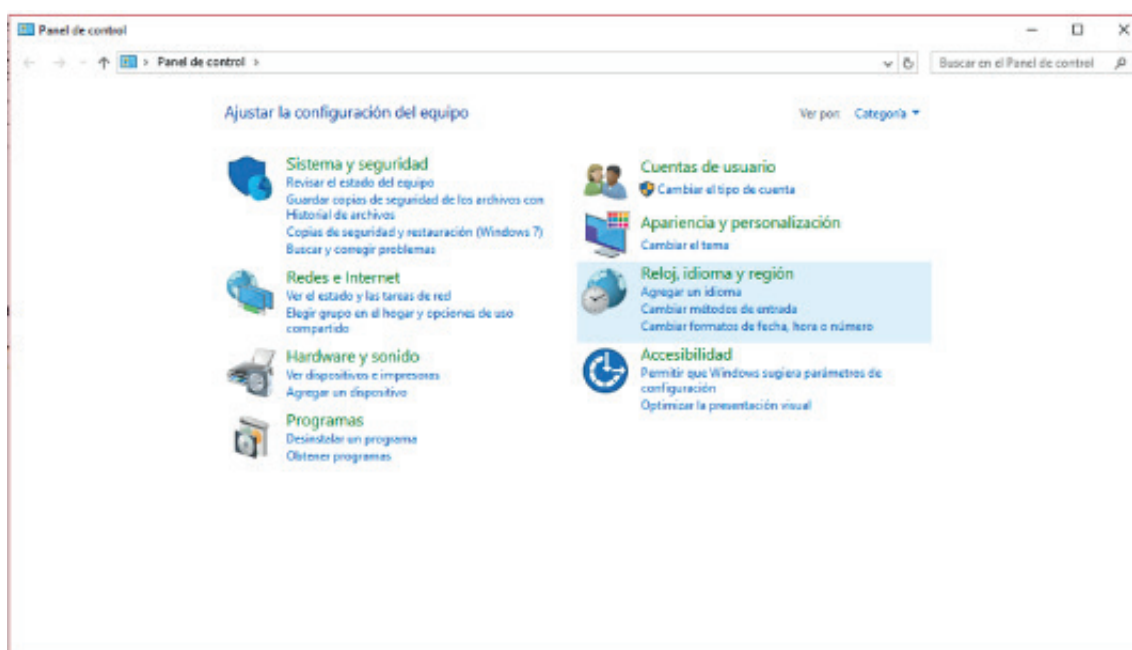 Panel de control
Panel de control
Buscar en el Panel de control
Ajustar la configuración del equipo
Ver por: Categoría
Sistema y seguridad
Revisar el estado del equipo
Guardar copias de seguridad de los archivos con
Historial de archivos
Copias de seguridad y restauración (Windows 7)
Buscar y corregir problemas
Redes e Internet
Ver el estado y las tareas de red
Elegir grupo en el hogar y opciones de uso
compartido
Hardware y sonido
Ver dispositivos e impresoras
Agregar un dispositivo
Programas
Desinstalar un programa
Obtener programas
Cuentas de usuario
Cambiar el tipo de cuenta
Apariencia y personalización
Cambiar el tema
Reloj, idioma y región
Agregar un idioma
Cambiar métodos de entrada
Cambiar formatos de fecha, hora o número
Accesibilidad
Permitir que Windows sugiera parámetros de
configuración
Optimizar la presentación visual